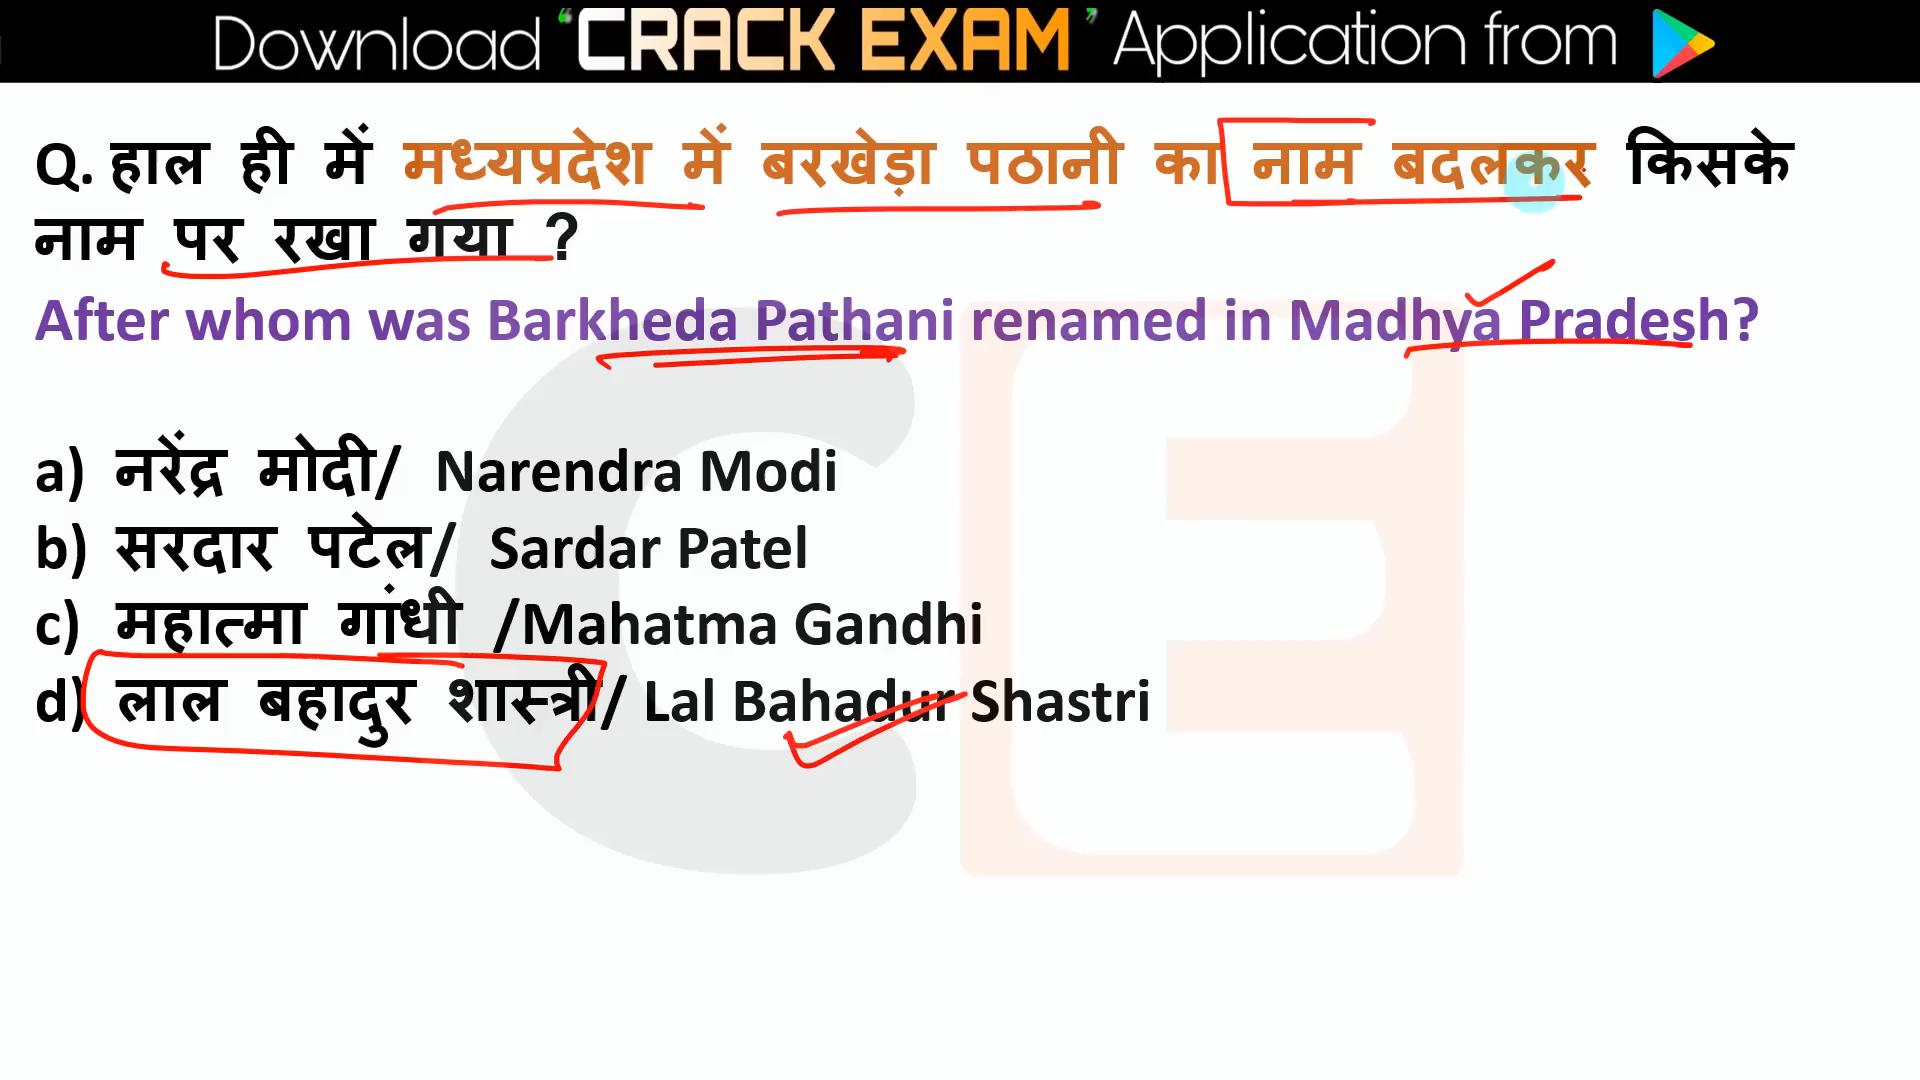 Download ‘CRACK EXAM’ Application from
Q. हाल ही में मध्यप्रदेश में बरखेड़ा पठानी का नाम बदलकर किसके
नाम पर रखा गया ?
After whom was Barkheda Pathani renamed in Madhya Pradesh?
a) नरेंद्र मोदी/ Narendra Modi
b) सरदार पटेल/ Sardar Patel
c) महात्मा गांधी /Mahatma Gandhi
d) लाल बहादुर शास्त्री/ Lal Bahadur Shastri
CE